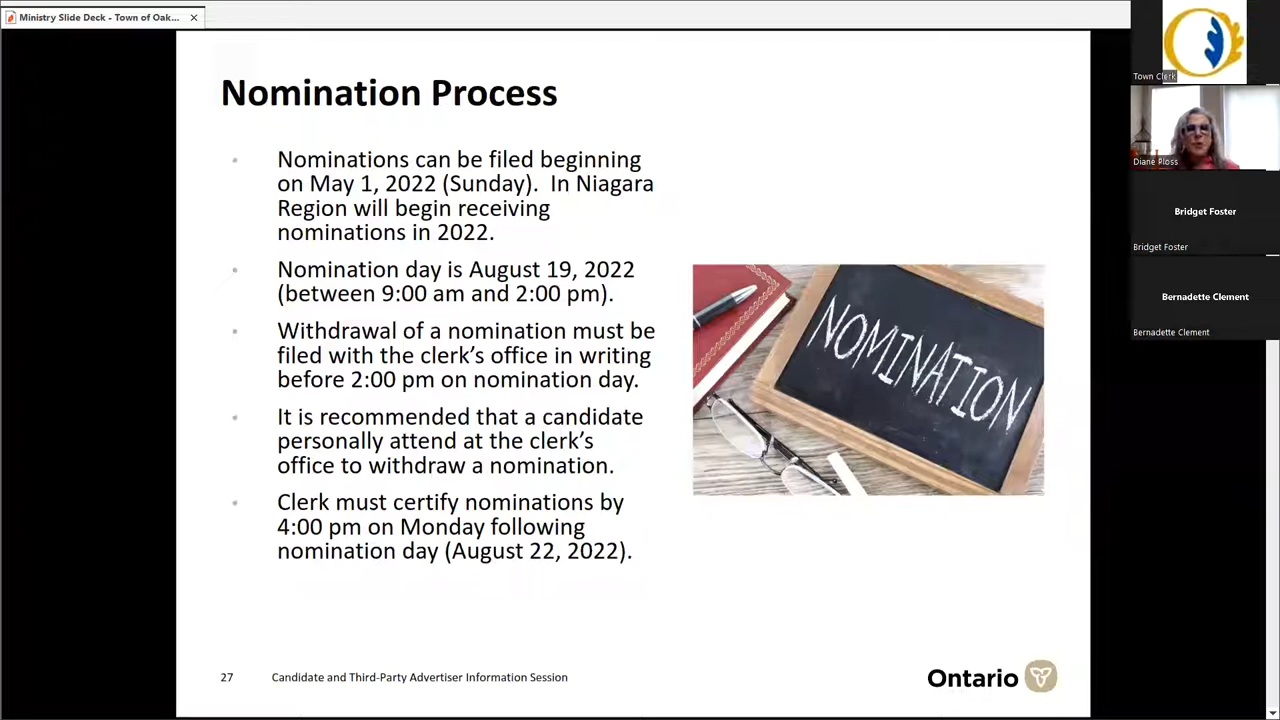 Ministry Slide Deck - Town of Oak...
Nomination Process
Nominations can be filed beginning
on May 1, 2022 (Sunday).  In Niagara
Region will begin receiving
nominations in 2022.
Nomination day is August 19, 2022
(between 9:00 am and 2:00 pm).
Withdrawal of a nomination must be
filed with the clerk's office in writing
before 2:00 pm on nomination day.
It is recommended that a candidate
personally attend at the clerk's
office to withdraw a nomination.
Clerk must certify nominations by
4:00 pm on Monday following
nomination day (August 22, 2022).
NOMINATION
27
Candidate and Third-Party Advertiser Information Session
Ontario
Town Clerk
Diane Ploss
Bridget Foster
Bridget Foster
Bernadette Clement
Bernadette Clement